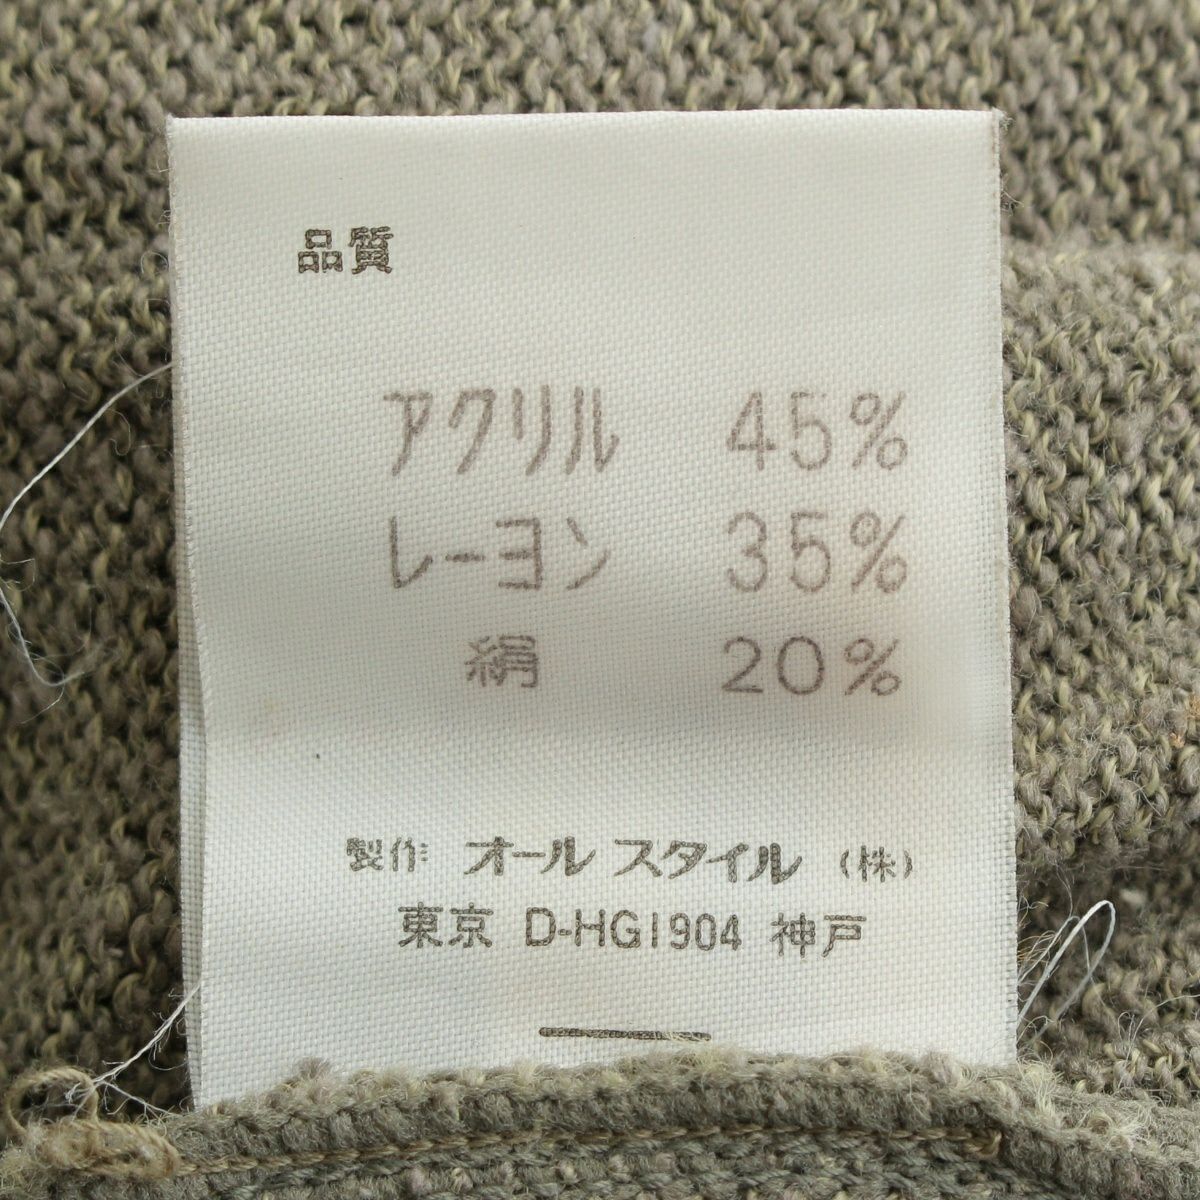 品質
アクリル 45%
レーヨン 35%
絹 20%
製作 オールスタイル (株)
東京 D-HG1904 神戸